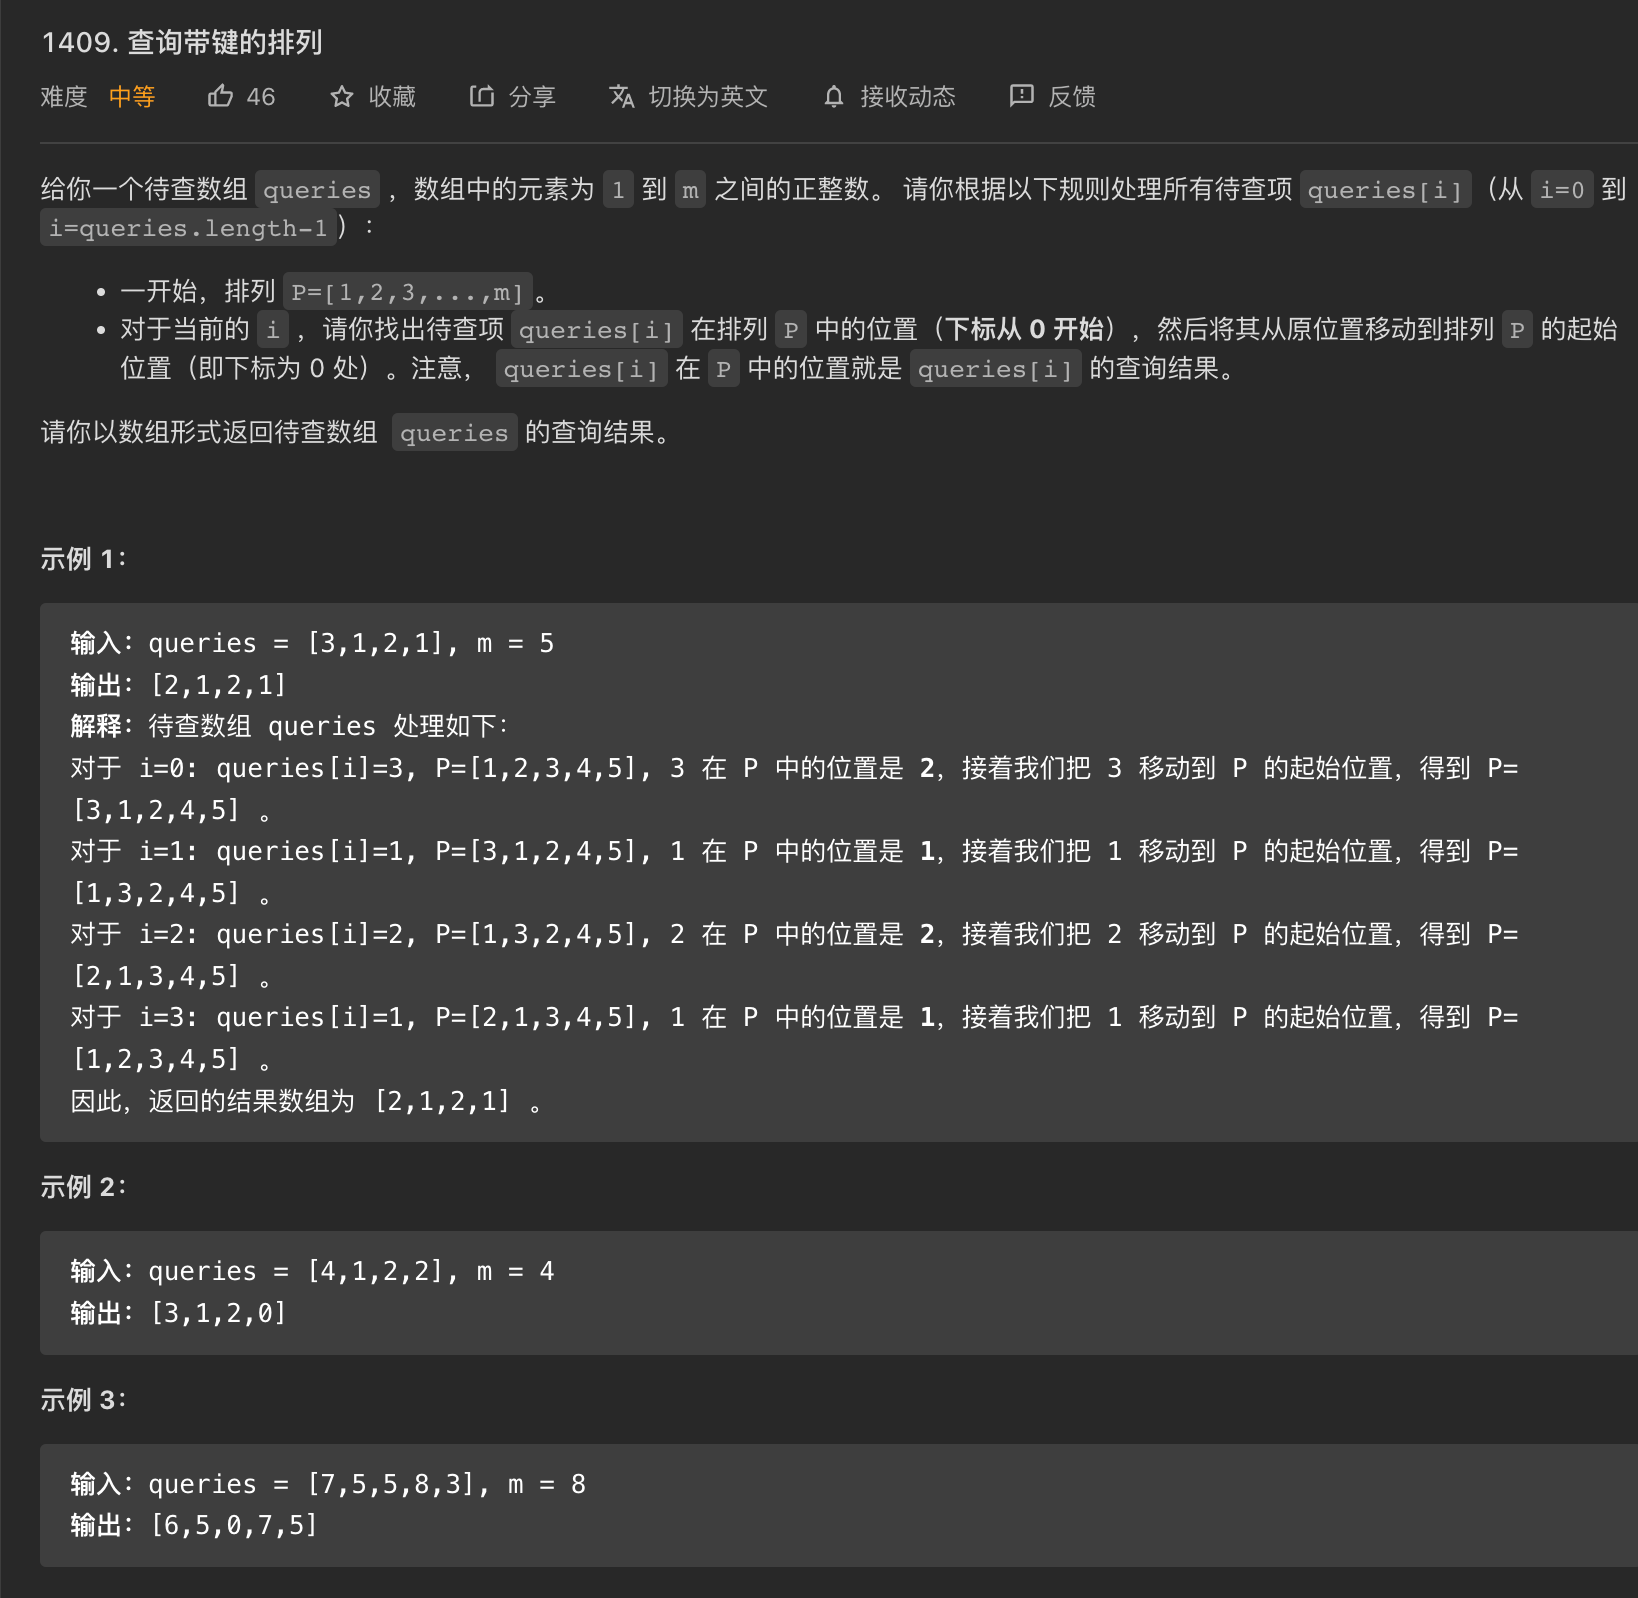 1409. 查询带键的排列
难度 中等 46 收藏 分享 切换为英文 接收动态 反馈
给你一个待查数组 queries ，数组中的元素为 1 到 m 之间的正整数。 请你根据以下规则处理所有待查项 queries[i]（从 i=0 到
i=queries.length-1）：
• 一开始，排列 P=[1,2,3,...,m]。
• 对于当前的 i ，请你找出待查项 queries[i] 在排列 P 中的位置（下标从 0 开始），然后将其从原位置移动到排列 P 的起始
位置（即下标为 0 处）。注意， queries[i] 在 P 中的位置就是 queries[i] 的查询结果。
请你以数组形式返回待查数组 queries 的查询结果。
示例 1：
输入：queries = [3,1,2,1], m = 5
输出：[2,1,2,1]
解释：待查数组 queries 处理如下：
对于 i=0: queries[i]=3, P=[1,2,3,4,5], 3 在 P 中的位置是 2，接着我们把 3 移动到 P 的起始位置，得到 P=
[3,1,2,4,5] 。
对于 i=1: queries[i]=1, P=[3,1,2,4,5], 1 在 P 中的位置是 1，接着我们把 1 移动到 P 的起始位置，得到 P=
[1,3,2,4,5] 。
对于 i=2: queries[i]=2, P=[1,3,2,4,5], 2 在 P 中的位置是 2，接着我们把 2 移动到 P 的起始位置，得到 P=
[2,1,3,4,5] 。
对于 i=3: queries[i]=1, P=[2,1,3,4,5], 1 在 P 中的位置是 1，接着我们把 1 移动到 P 的起始位置，得到 P=
[1,2,3,4,5] 。
因此，返回的结果数组为 [2,1,2,1] 。
示例 2：
输入：queries = [4,1,2,2], m = 4
输出：[3,1,2,0]
示例 3：
输入：queries = [7,5,5,8,3], m = 8
输出：[6,5,0,7,5]